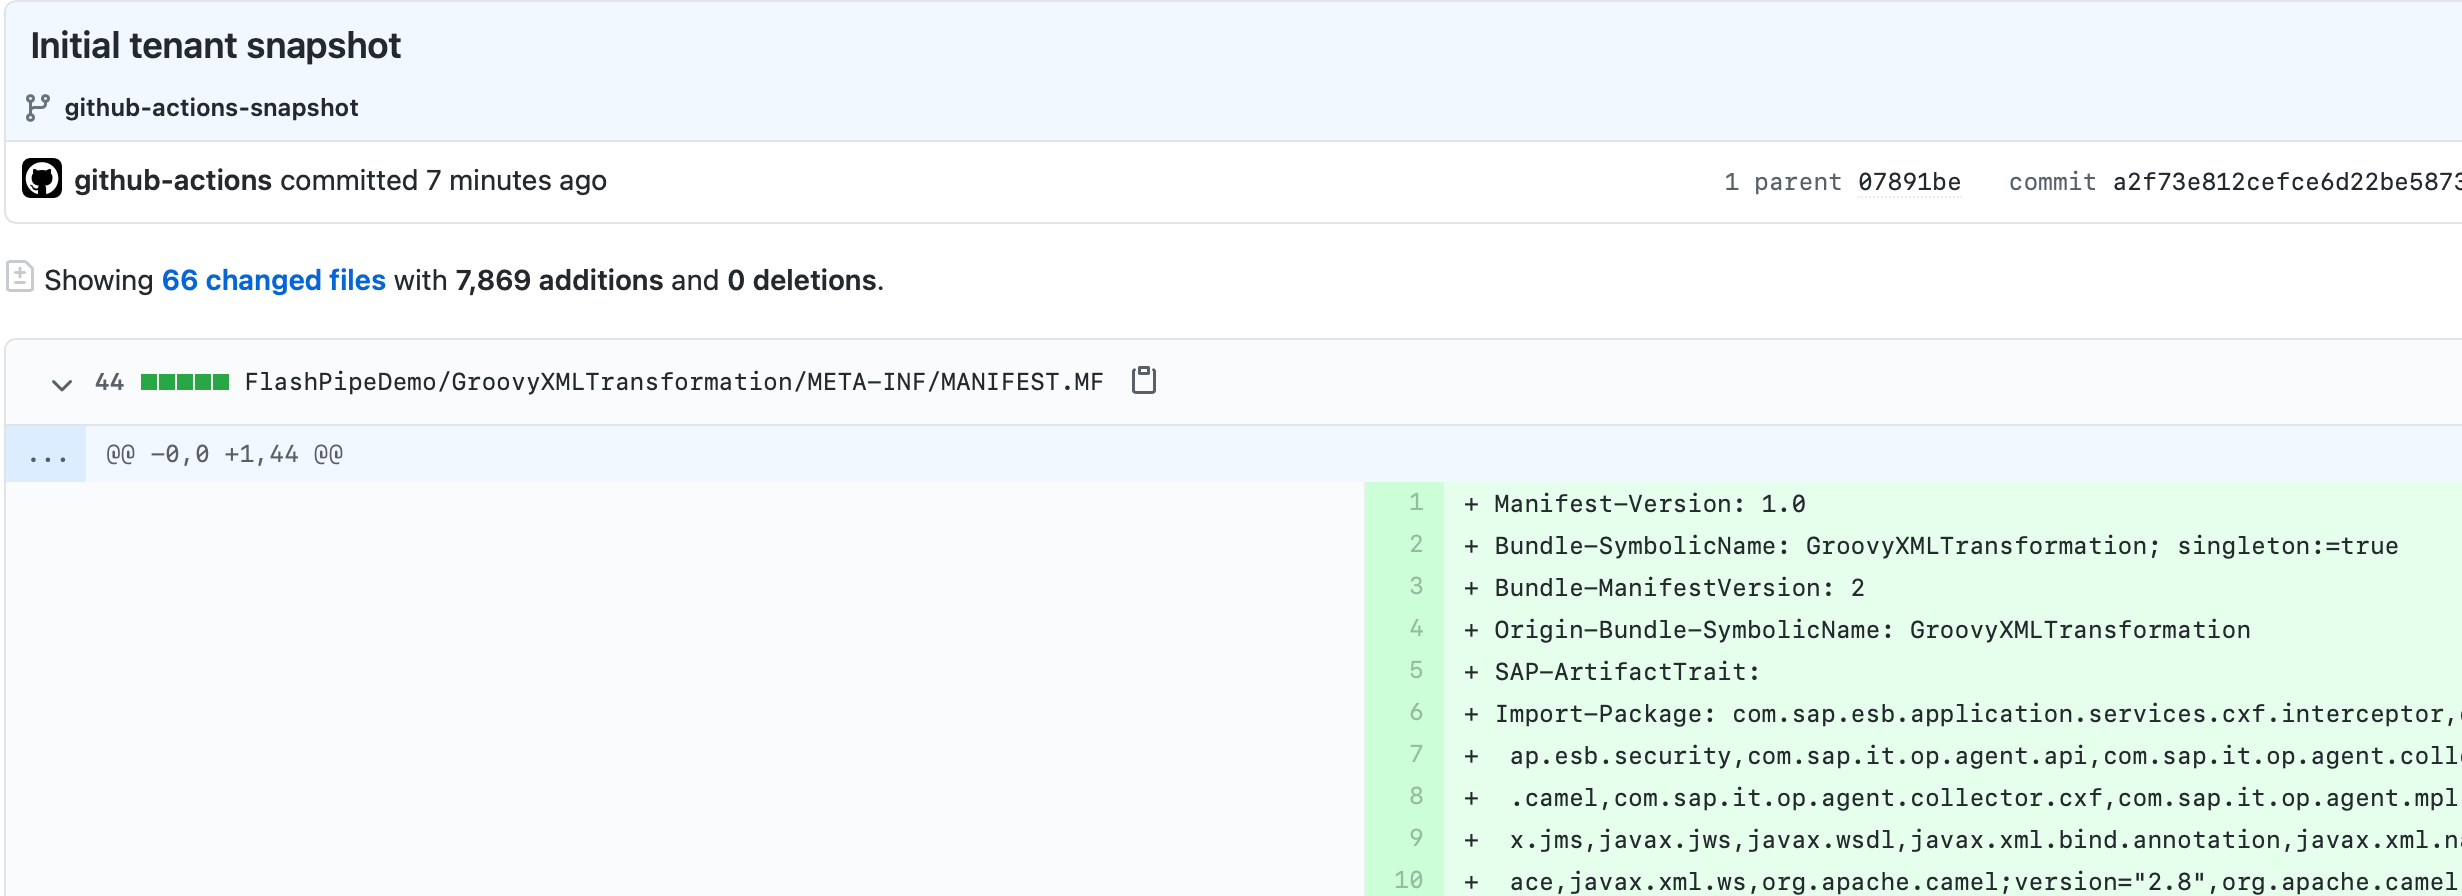 Initial tenant snapshot
github-actions-snapshot
github-actions committed 7 minutes ago
1 parent 07891be commit a2f73e812cefce6d22be5873
Showing 66 changed files with 7,869 additions and 0 deletions.
44 FlashPipeDemo/GroovyXMLTransformation/META-INF/MANIFEST.MF
... @@ -0,0 +1,44 @@
1 + Manifest-Version: 1.0
2 + Bundle-SymbolicName: GroovyXMLTransformation; singleton:=true
3 + Bundle-ManifestVersion: 2
4 + Origin-Bundle-SymbolicName: GroovyXMLTransformation
5 + SAP-ArtifactTrait:
6 + Import-Package: com.sap.esb.application.services.cxf.interceptor,
7 + ap.esb.security,com.sap.it.op.agent.api,com.sap.it.op.agent.coll
8 + .camel,com.sap.it.op.agent.collector.cxf,com.sap.it.op.agent.mpl
9 + x.jms,javax.jws,javax.wsdl,javax.xml.bind.annotation,javax.xml.n
10 + ace,javax.xml.ws,org.apache.camel;version="2.8",org.apache.camel